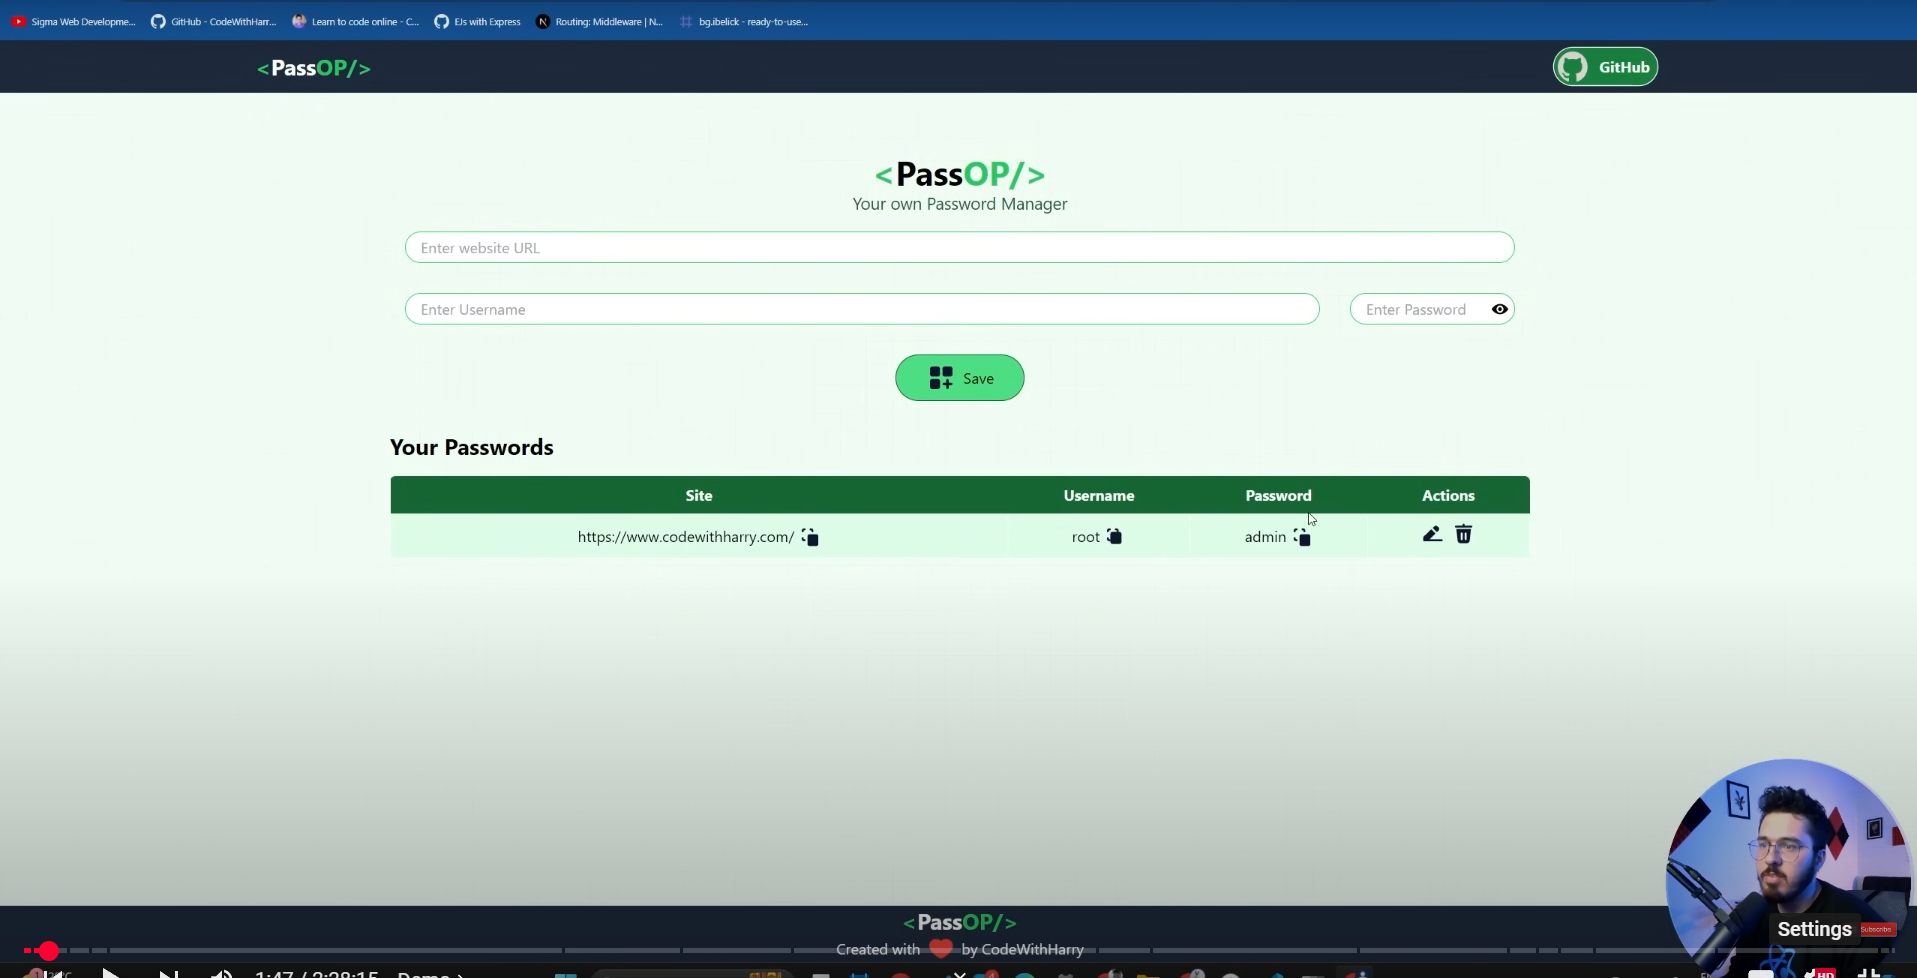 Sigma Web Developme... GitHub - CodeWithHarr... Learn to code online - C... EJs with Express Routing: Middleware | N... bg.ibelick - ready-to-use...
<PassOP/> GitHub
<PassOP/>
Your own Password Manager
Enter website URL
Enter Username Enter Password
Save
Your Passwords
Site Username Password Actions
https://www.codewithharry.com/ root admin
<PassOP/>
Settings Subscribe
Created with by CodeWithHarry
1:47 / 2:28:15 Demo HD